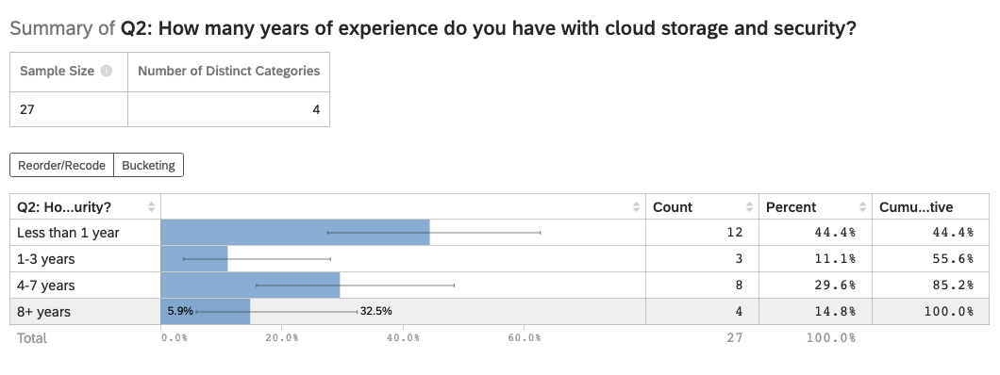 Summary of Q2: How many years of experience do you have with cloud storage and security?
Sample Size Number of Distinct Categories
27 4
Reorder/Recode Bucketing
Q2: Ho...urity? Count Percent Cumu...tive
Less than 1 year 12 44.4% 44.4%
1-3 years 3 11.1% 55.6%
4-7 years 8 29.6% 85.2%
8+ years 5.9% 32.5% 4 14.8% 100.0%
Total 0.0% 20.0% 40.0% 60.0% 27 100.0%